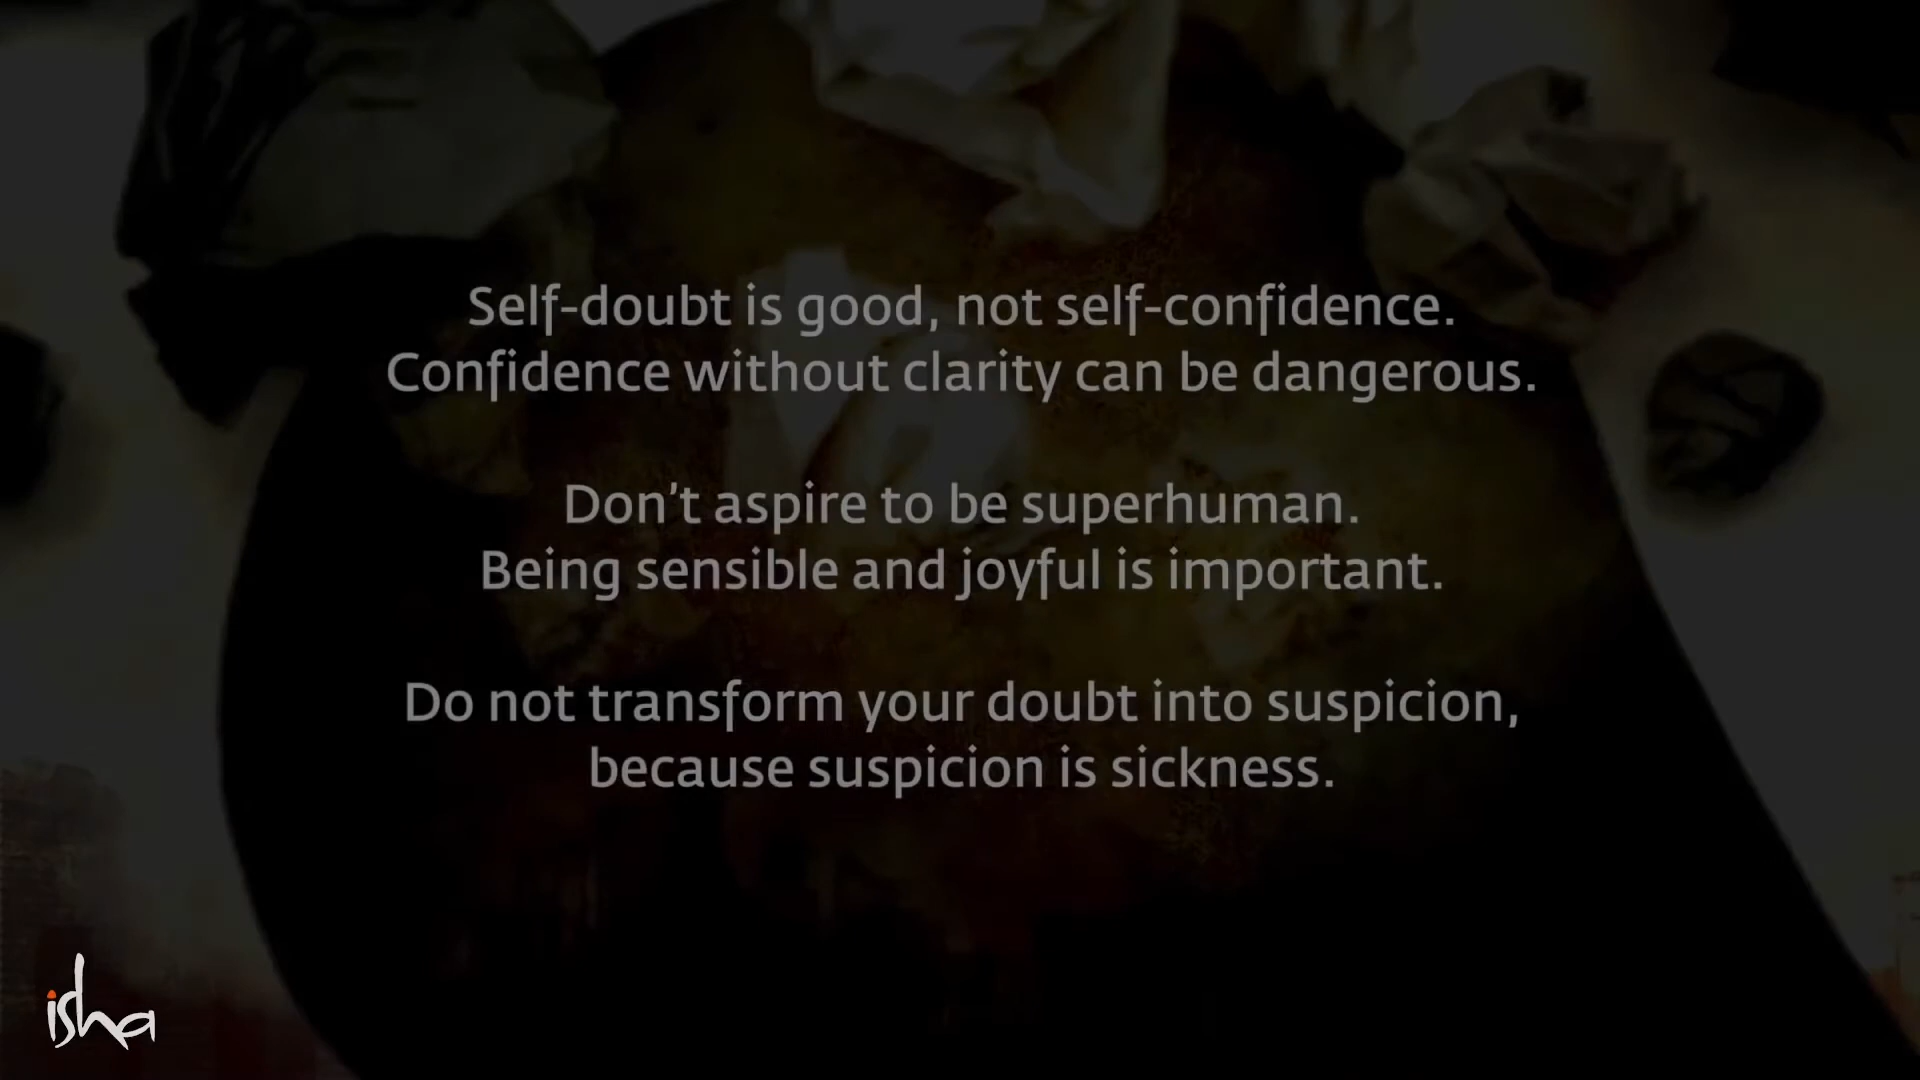 Self-doubt is good, not self-confidence.
Confidence without clarity can be dangerous.
Don’t aspire to be superhuman.
Being sensible and joyful is important.
Do not transform your doubt into suspicion,
because suspicion is sickness.
isha